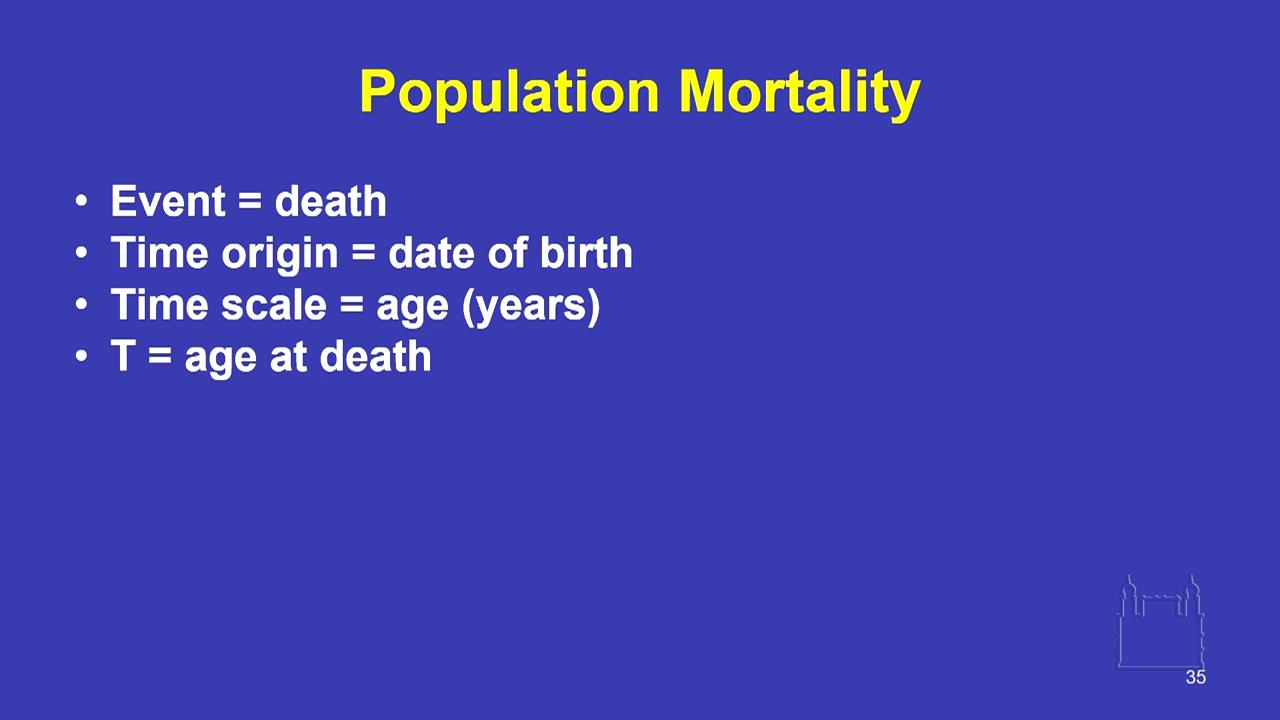 Population Mortality
• Event = death
• Time origin = date of birth
• Time scale = age (years)
• T = age at death
35